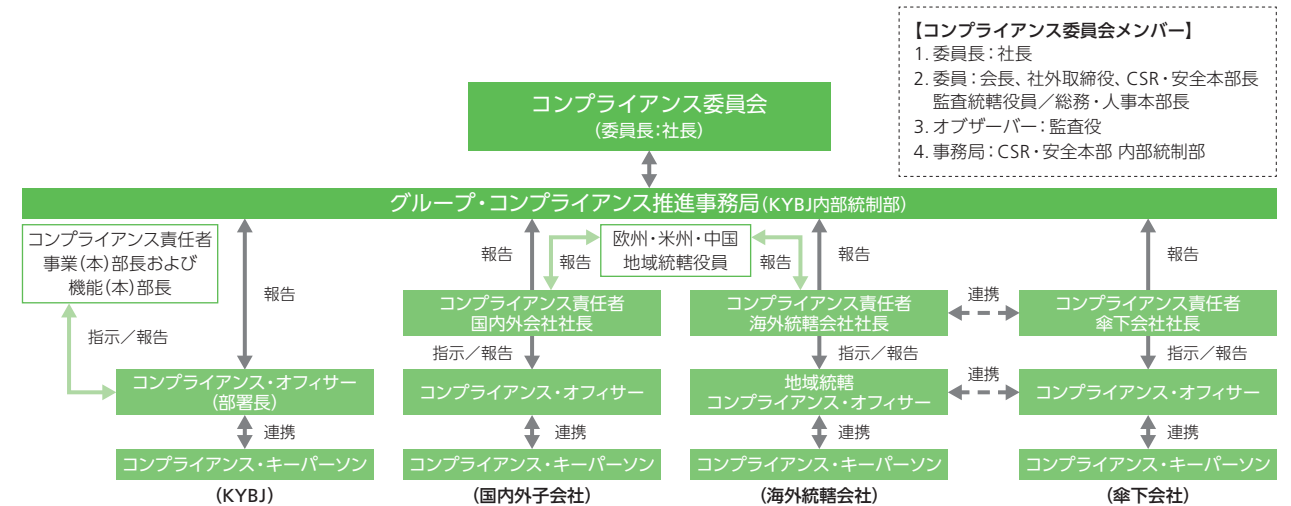 【コンプライアンス委員会メンバー】
1. 委員長：社長
2. 委員：会長、社外取締役、CSR・安全本部長
監査統轄役員／総務・人事本部長
3. オブザーバー：監査役
4. 事務局：CSR・安全本部 内部統制部
コンプライアンス委員会
（委員長：社長）
グループ・コンプライアンス推進事務局（KYBJ内部統制部）
コンプライアンス責任者
事業（本）部長および
機能（本）部長
報告
指示／報告
コンプライアンス・オフィサー
（部署長）
連携
コンプライアンス・キーパーソン
（KYBJ）
報告
報告
欧州・米州・中国
地域統轄役員
報告
報告
コンプライアンス責任者
国内外会社社長
指示／報告
コンプライアンス・オフィサー
連携
コンプライアンス・キーパーソン
（国内外子会社）
コンプライアンス責任者
海外統轄会社社長
指示／報告
地域統轄
コンプライアンス・オフィサー
連携
コンプライアンス・キーパーソン
（海外統轄会社）
連携
連携
報告
コンプライアンス責任者
傘下会社社長
指示／報告
コンプライアンス・オフィサー
連携
コンプライアンス・キーパーソン
（傘下会社）